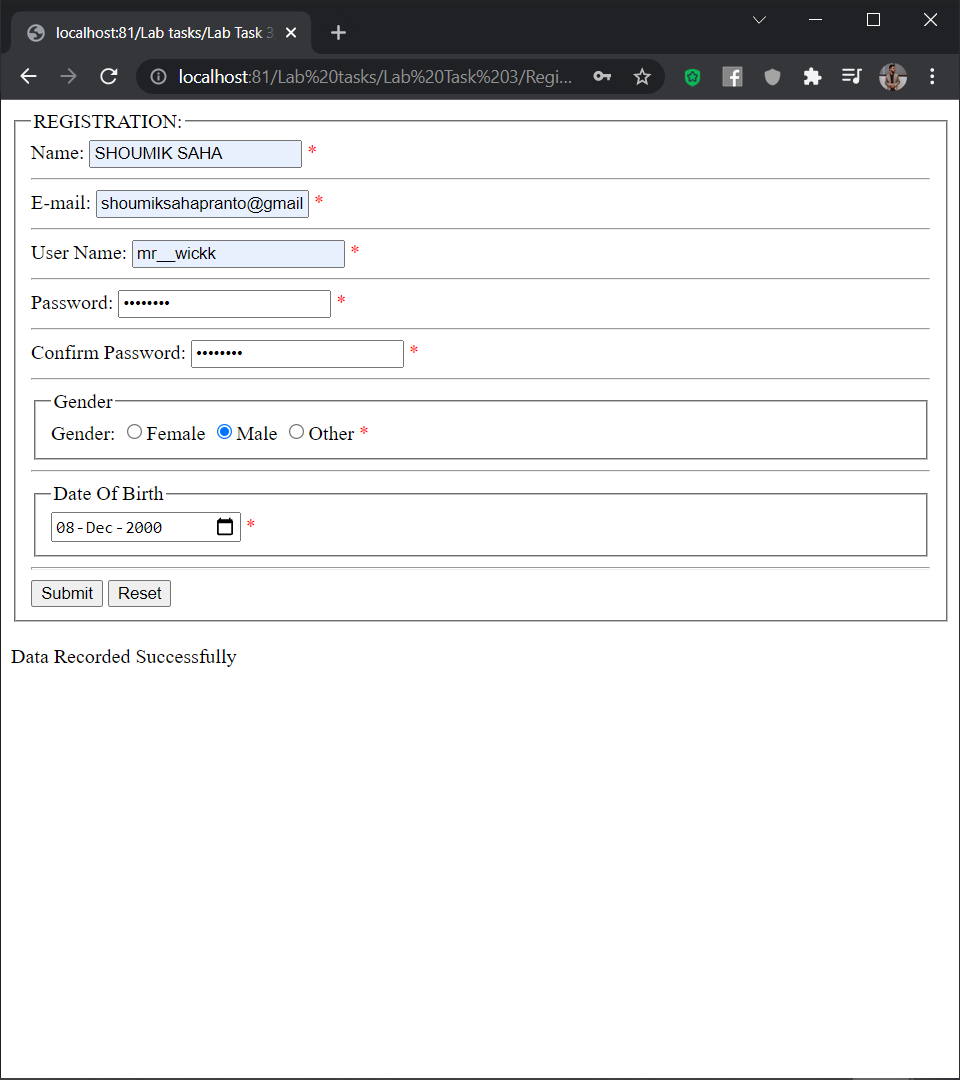 localhost:81/Lab tasks/Lab Task 3
localhost:81/Lab%20tasks/Lab%20Task%203/Regi...
REGISTRATION:
Name: SHOUMIK SAHA *
E-mail: shoumiksahapranto@gmail *
User Name: mr__wickk *
Password: •••••••• *
Confirm Password: •••••••• *
Gender
Gender: Female Male Other *
Date Of Birth
08-Dec-2000 *
Submit Reset
Data Recorded Successfully